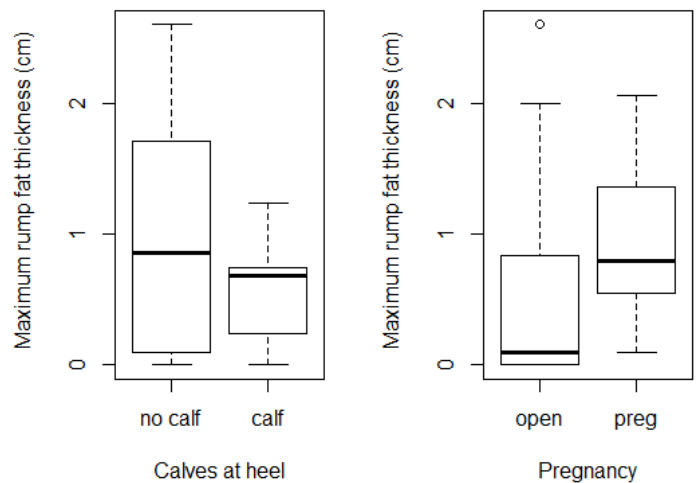 Maximum rump fat thickness (cm)
2
1
0
no calf calf
Calves at heel
Maximum rump fat thickness (cm)
2
1
0
open preg
Pregnancy